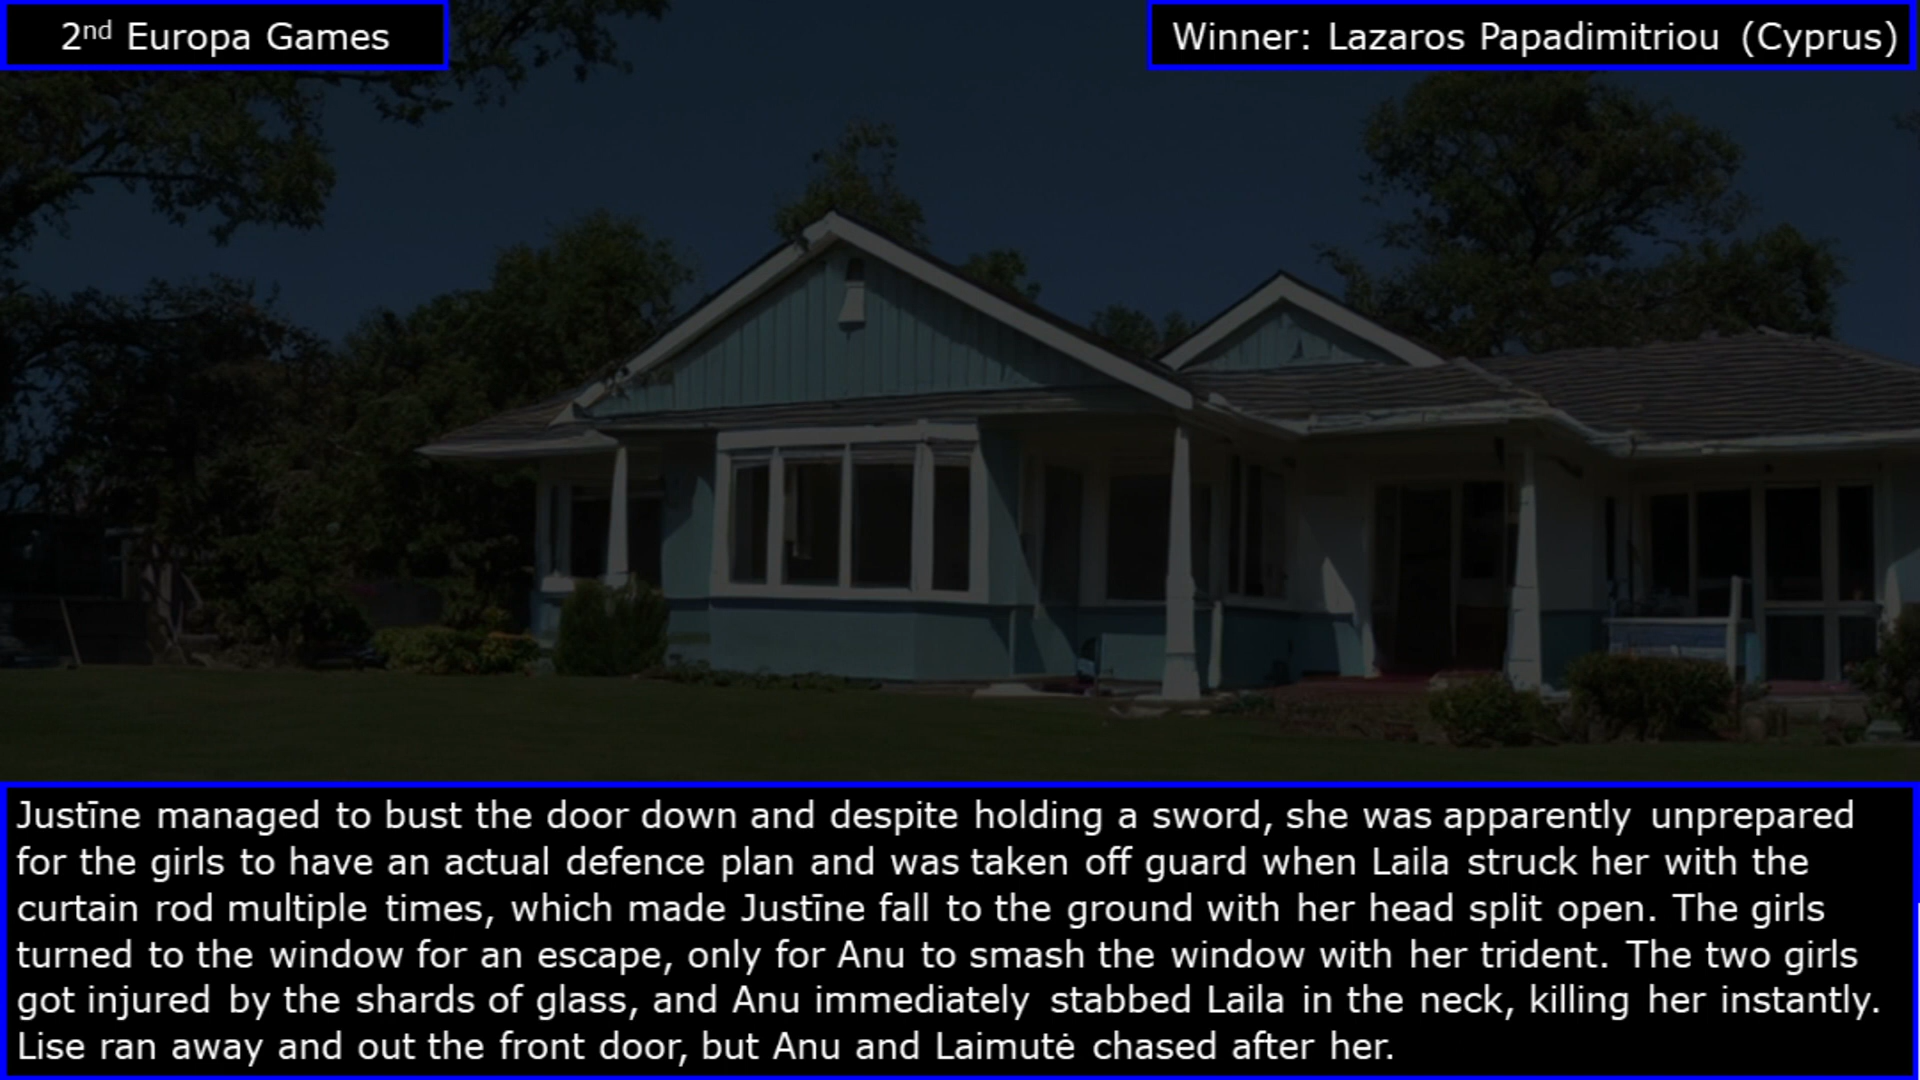 2nd Europa Games
Winner: Lazaros Papadimitriou (Cyprus)
Justīne managed to bust the door down and despite holding a sword, she was apparently unprepared
for the girls to have an actual defence plan and was taken off guard when Laila struck her with the
curtain rod multiple times, which made Justīne fall to the ground with her head split open. The girls
turned to the window for an escape, only for Anu to smash the window with her trident. The two girls
got injured by the shards of glass, and Anu immediately stabbed Laila in the neck, killing her instantly.
Lise ran away and out the front door, but Anu and Laimutė chased after her.